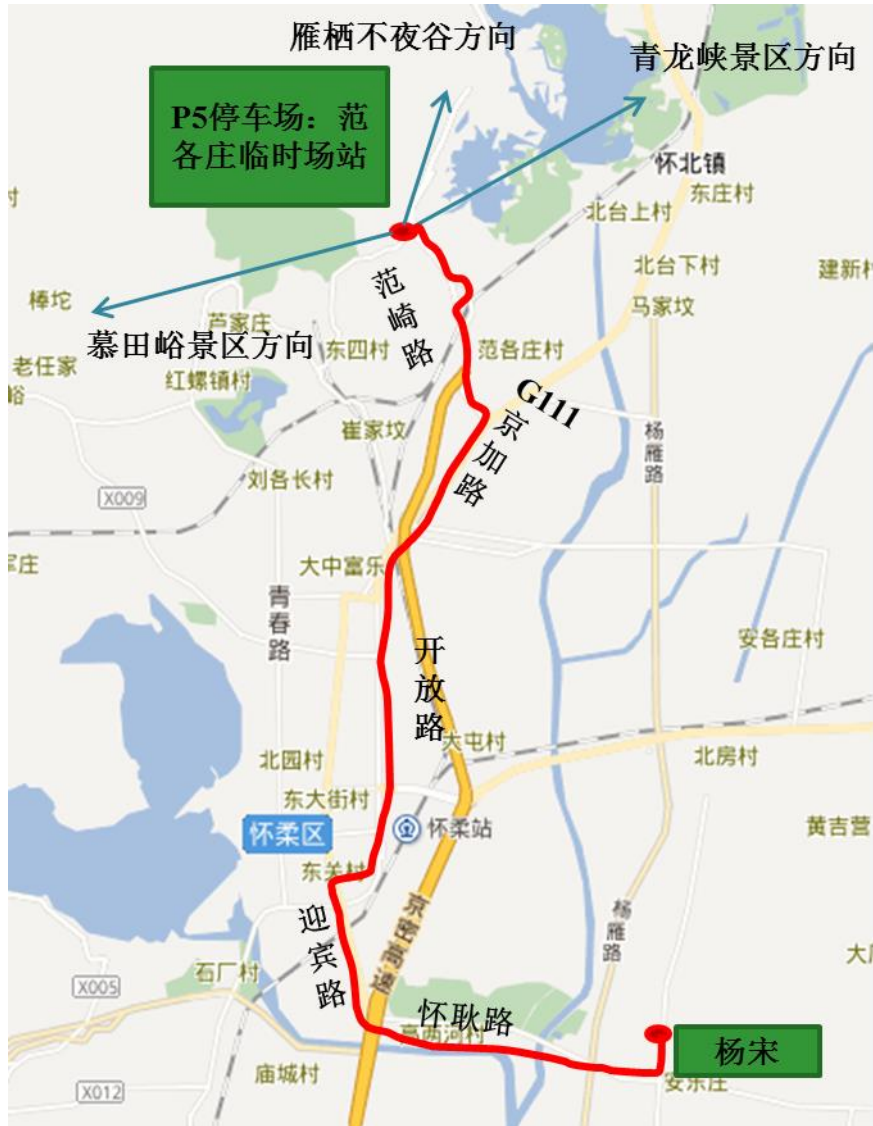 雁栖不夜谷方向
青龙峡景区方向
P5停车场：范
各庄临时场站
怀北镇
东庄村
北台上村
北台下村
建新村
马家坟
棒坨
芦家庄
慕田峪景区方向
范崎路
东四村
范各庄村
老任家
峪
红螺镇村
G111
京加路
崔家坟
杨雁路
刘各长村
X009
大中富乐
青春路
开放路
安各庄村
大屯村
北园村
北房村
东大街村
怀柔区
怀柔站
黄吉营
东关村
迎宾路
京密高速
杨雁路
石厂村
X005
怀耿路
高两河村
杨宋
安乐庄
庙城村
X012